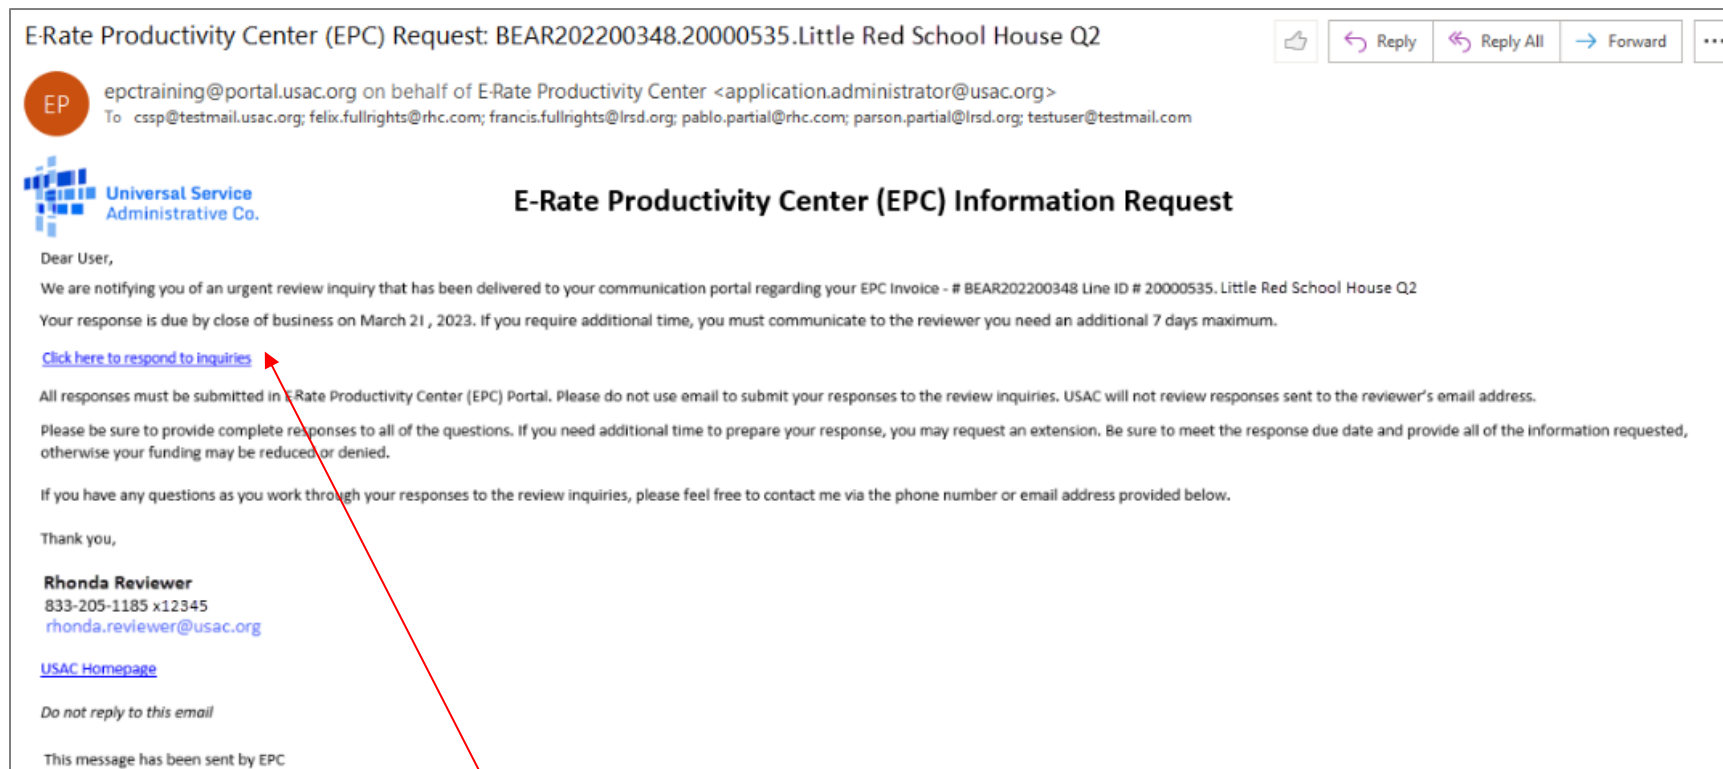 E-Rate Productivity Center (EPC) Request: BEAR202200348.20000535.Little Red School House Q2
Reply
Reply All
Forward
EP
epctraining@portal.usac.org on behalf of E-Rate Productivity Center <application.administrator@usac.org>
To cssp@testmail.usac.org; felix.fullrights@rhc.com; francis.fullrights@lrsd.org; pablo.partial@rhc.com; parson.partial@lrsd.org; testuser@testmail.com
Universal Service
Administrative Co.
E-Rate Productivity Center (EPC) Information Request
Dear User,
We are notifying you of an urgent review inquiry that has been delivered to your communication portal regarding your EPC Invoice - # BEAR202200348 Line ID # 20000535. Little Red School House Q2
Your response is due by close of business on March 21 , 2023. If you require additional time, you must communicate to the reviewer you need an additional 7 days maximum.
Click here to respond to inquiries
All responses must be submitted in E-Rate Productivity Center (EPC) Portal. Please do not use email to submit your responses to the review inquiries. USAC will not review responses sent to the reviewer's email address.
Please be sure to provide complete responses to all of the questions. If you need additional time to prepare your response, you may request an extension. Be sure to meet the response due date and provide all of the information requested,
otherwise your funding may be reduced or denied.
If you have any questions as you work through your responses to the review inquiries, please feel free to contact me via the phone number or email address provided below.
Thank you,
Rhonda Reviewer
833-205-1185 x12345
rhonda.reviewer@usac.org
USAC Homepage
Do not reply to this email
This message has been sent by EPC